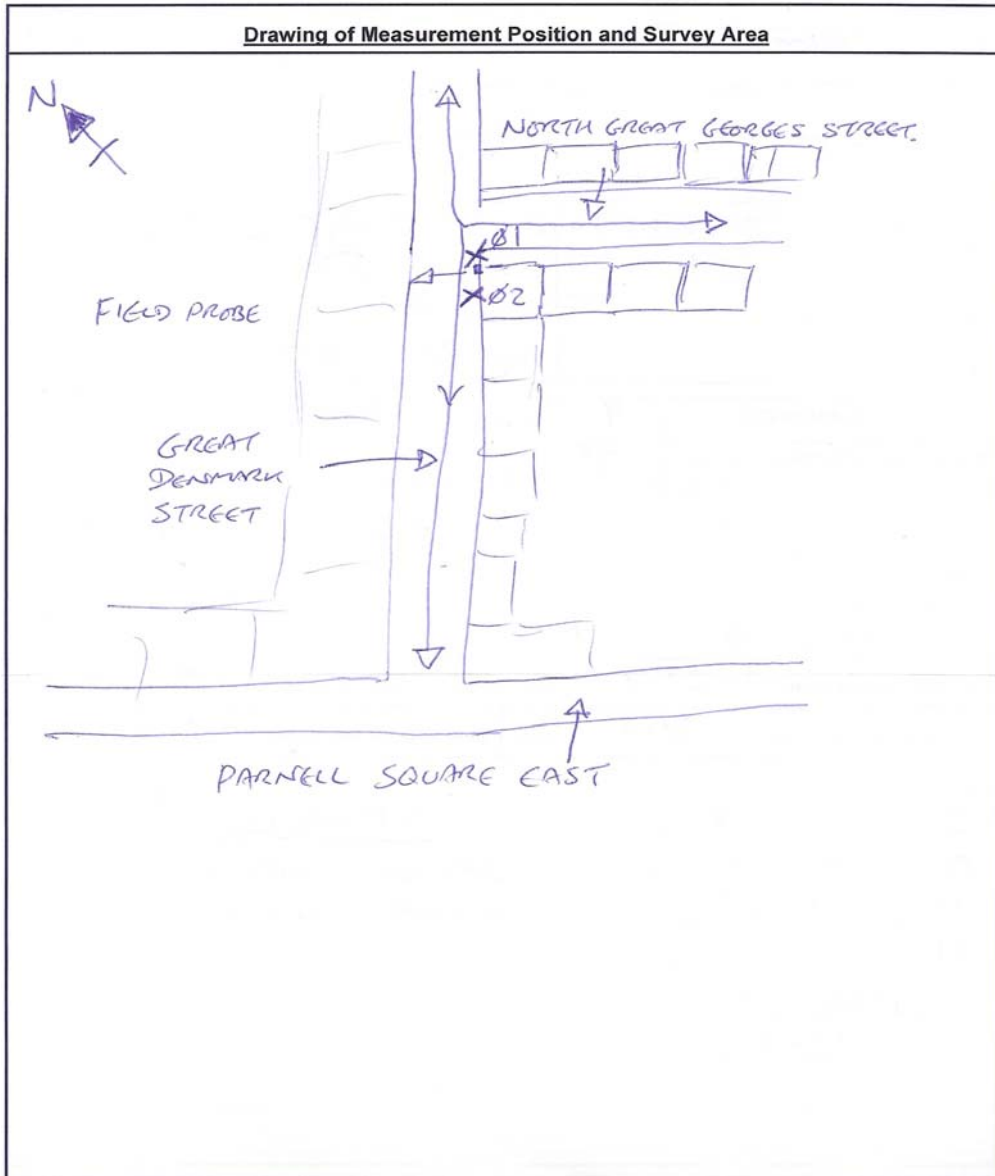 Drawing of Measurement Position and Survey Area
N
NORTH GREAT GEORGES STREET.
Ø1
Ø2
FIELD PROBE
GREAT
DENMARK
STREET
PARNELL SQUARE EAST